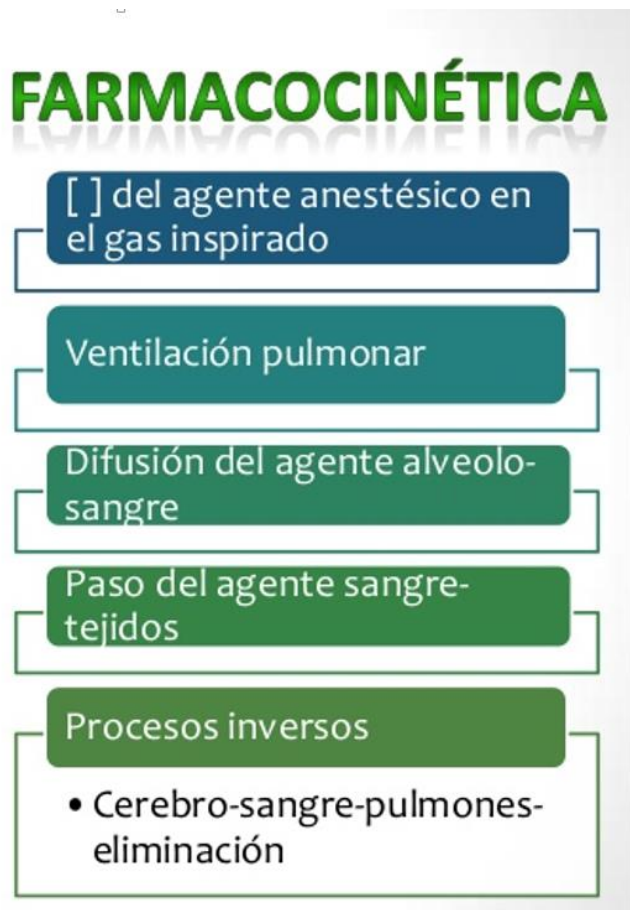 FARMACOCINÉTICA
[ ] del agente anestésico en
el gas inspirado
Ventilación pulmonar
Difusión del agente alveolo-
sangre
Paso del agente sangre-
tejidos
Procesos inversos
• Cerebro-sangre-pulmones-
eliminación